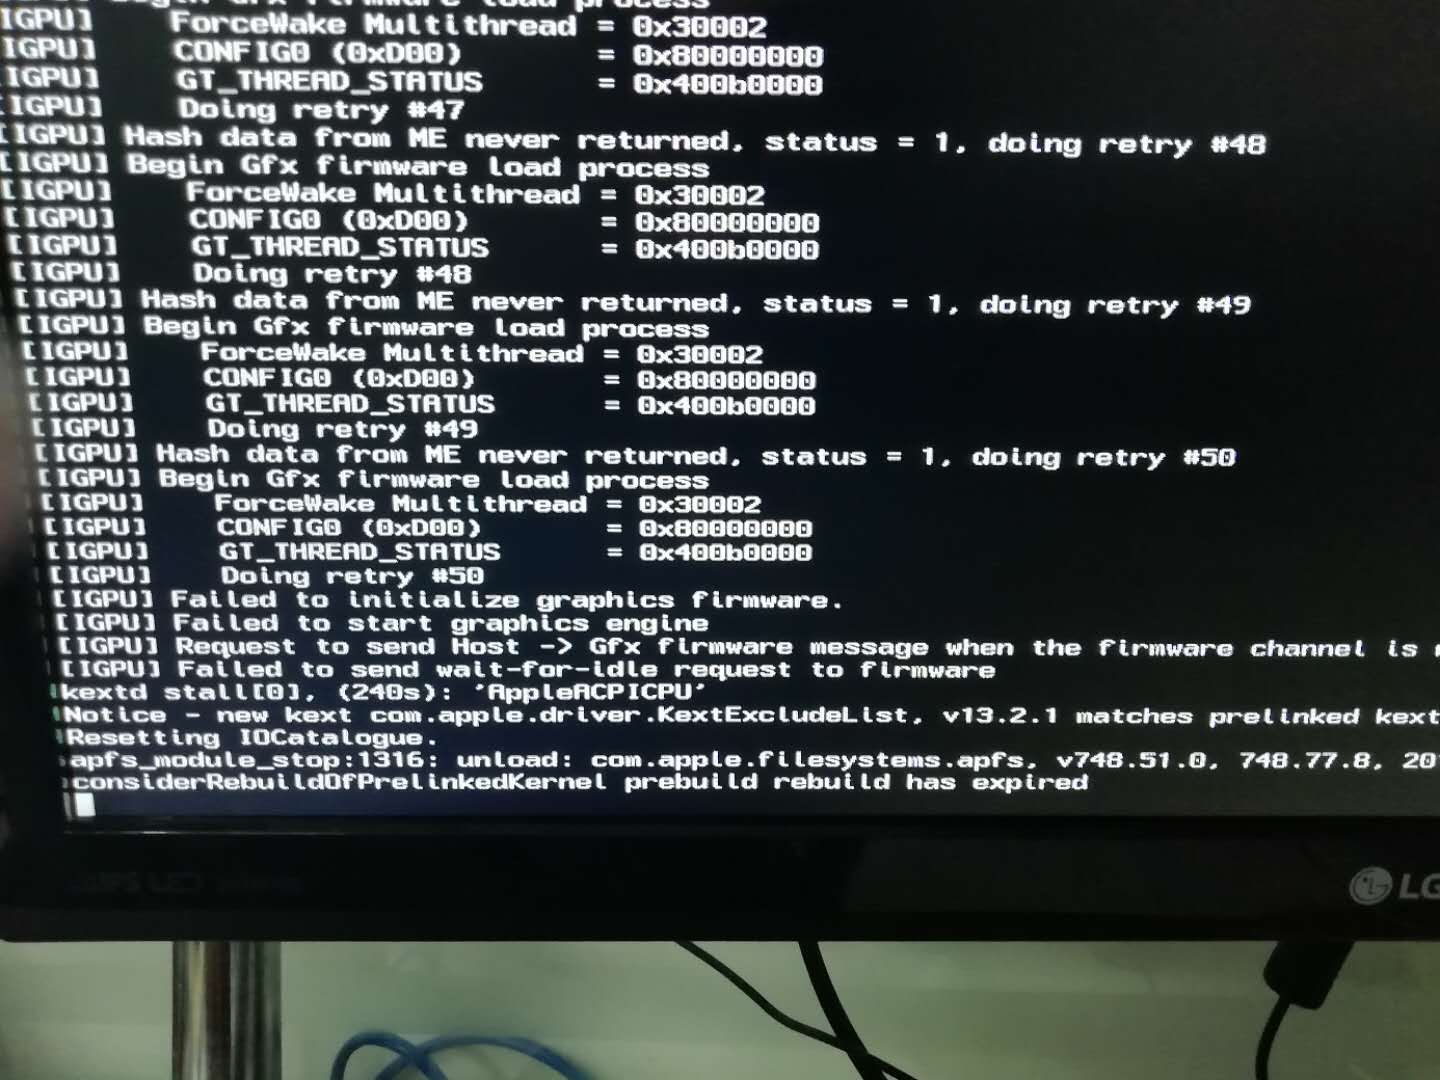 Begin Gfx firmware load process
[IGPU] ForceWake Multithread = 0x30002
[IGPU] CONFIG0 (0xD00) = 0x80000000
[IGPU] GT_THREAD_STATUS = 0x400b0000
[IGPU] Doing retry #47
[IGPU] Hash data from ME never returned, status = 1, doing retry #48
[IGPU] Begin Gfx firmware load process
[IGPU] ForceWake Multithread = 0x30002
[IGPU] CONFIG0 (0xD00) = 0x80000000
[IGPU] GT_THREAD_STATUS = 0x400b0000
[IGPU] Doing retry #48
[IGPU] Hash data from ME never returned, status = 1, doing retry #49
[IGPU] Begin Gfx firmware load process
[IGPU] ForceWake Multithread = 0x30002
[IGPU] CONFIG0 (0xD00) = 0x80000000
[IGPU] GT_THREAD_STATUS = 0x400b0000
[IGPU] Doing retry #49
[IGPU] Hash data from ME never returned, status = 1, doing retry #50
[IGPU] Begin Gfx firmware load process
[IGPU] ForceWake Multithread = 0x30002
[IGPU] CONFIG0 (0xD00) = 0x80000000
[IGPU] GT_THREAD_STATUS = 0x400b0000
[IGPU] Doing retry #50
[IGPU] Failed to initialize graphics firmware.
[IGPU] Failed to start graphics engine
[IGPU] Request to send Host -> Gfx firmware message when the firmware channel is
[IGPU] Failed to send wait-for-idle request to firmware
kextd stall[0], (240s): 'AppleACPICPU'
Notice - new kext com.apple.driver.KextExcludeList, v13.2.1 matches prelinked kext
Resetting IOCatalogue.
apfs_module_stop:1316: unload: com.apple.filesystems.apfs, v748.51.0, 748.77.8, 20
considerRebuildOfPrelinkedKernel prebuild rebuild has expired
LG